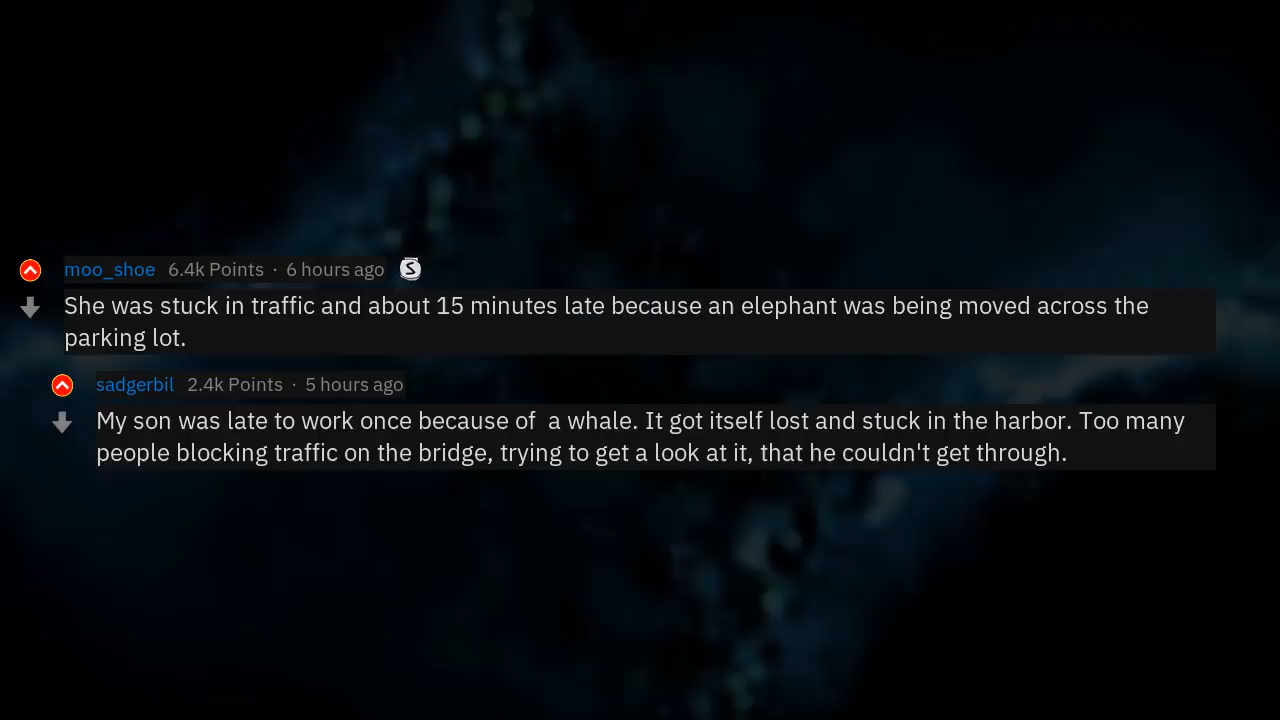 moo_shoe 6.4k Points · 6 hours ago S
She was stuck in traffic and about 15 minutes late because an elephant was being moved across the
parking lot.
sadgerbil 2.4k Points · 5 hours ago
My son was late to work once because of  a whale. It got itself lost and stuck in the harbor. Too many
people blocking traffic on the bridge, trying to get a look at it, that he couldn't get through.